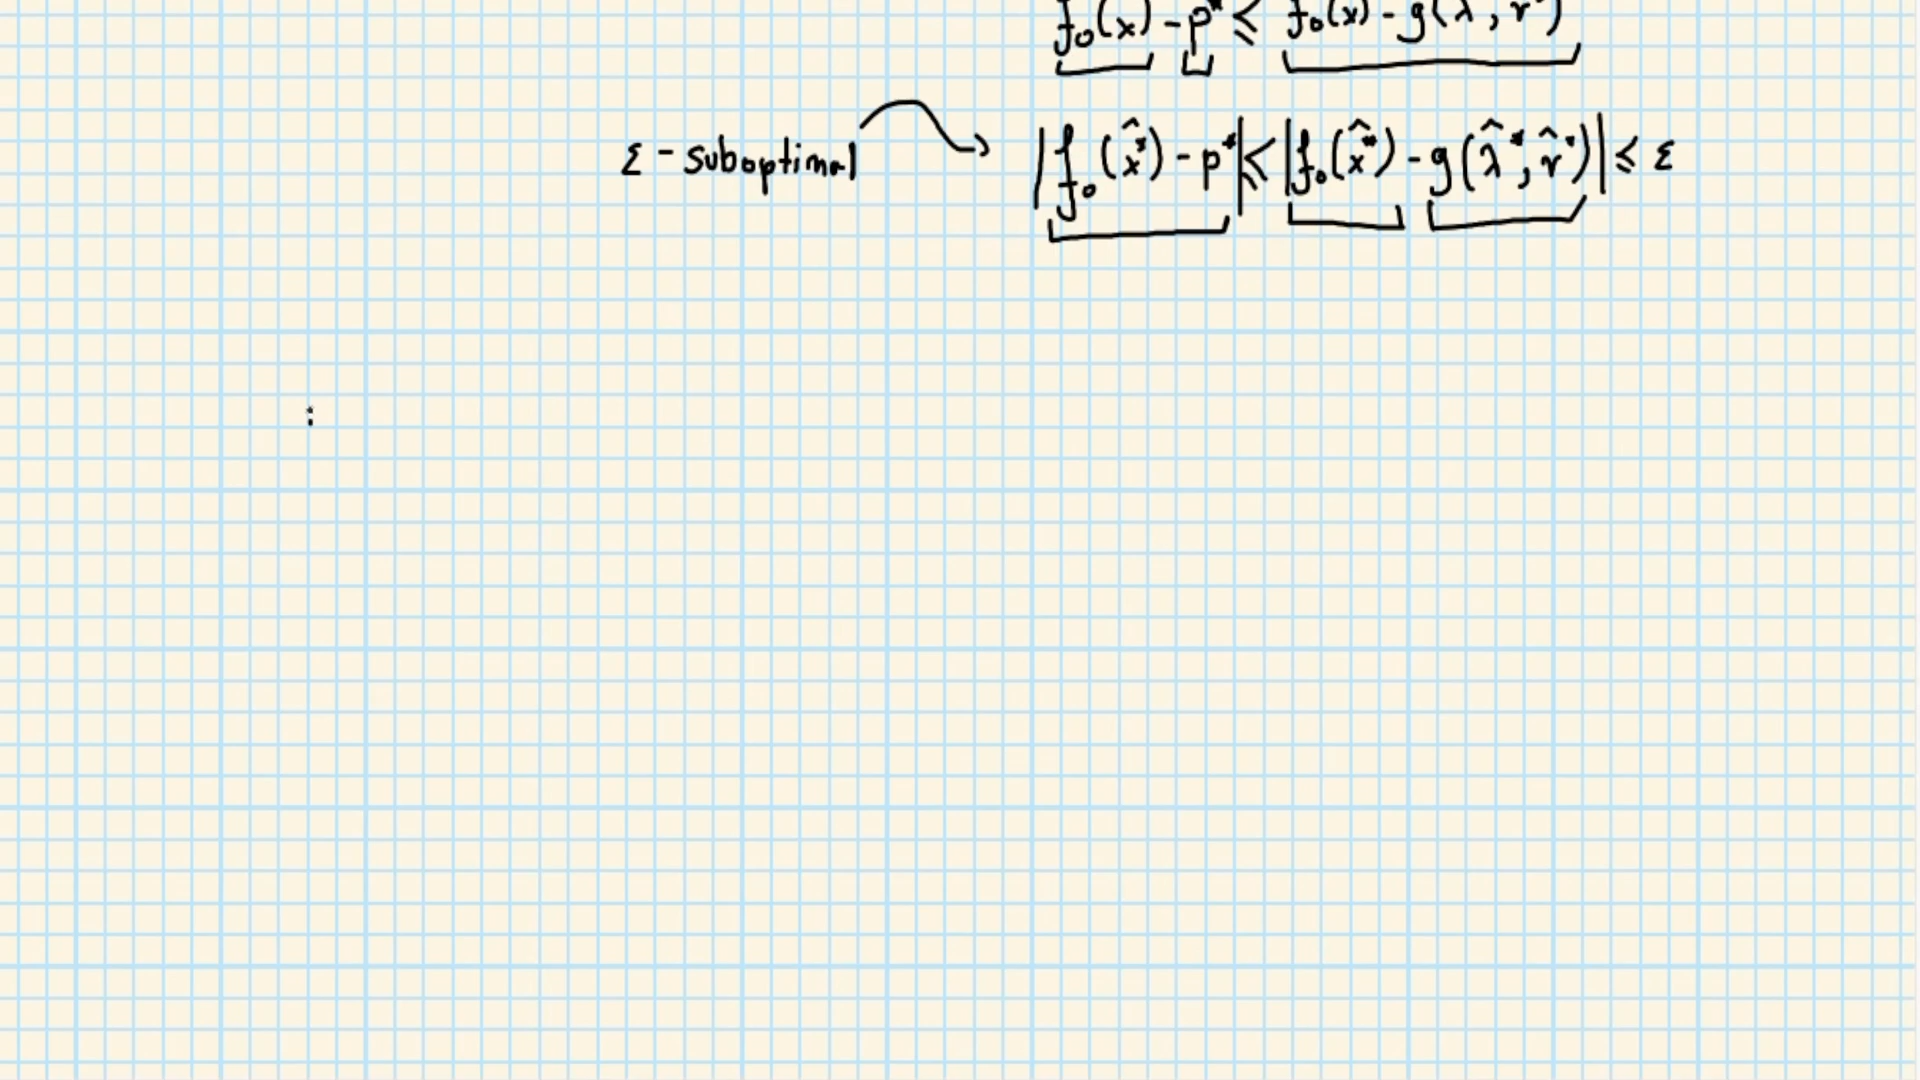 f₀(x) - p* ≤ f₀(x) - g(λ*, ν*)
ε - suboptimal |f₀(x̂*) - p*| ≤ |f₀(x̂*) - g(λ̂*, ν̂*)| ≤ ε
: